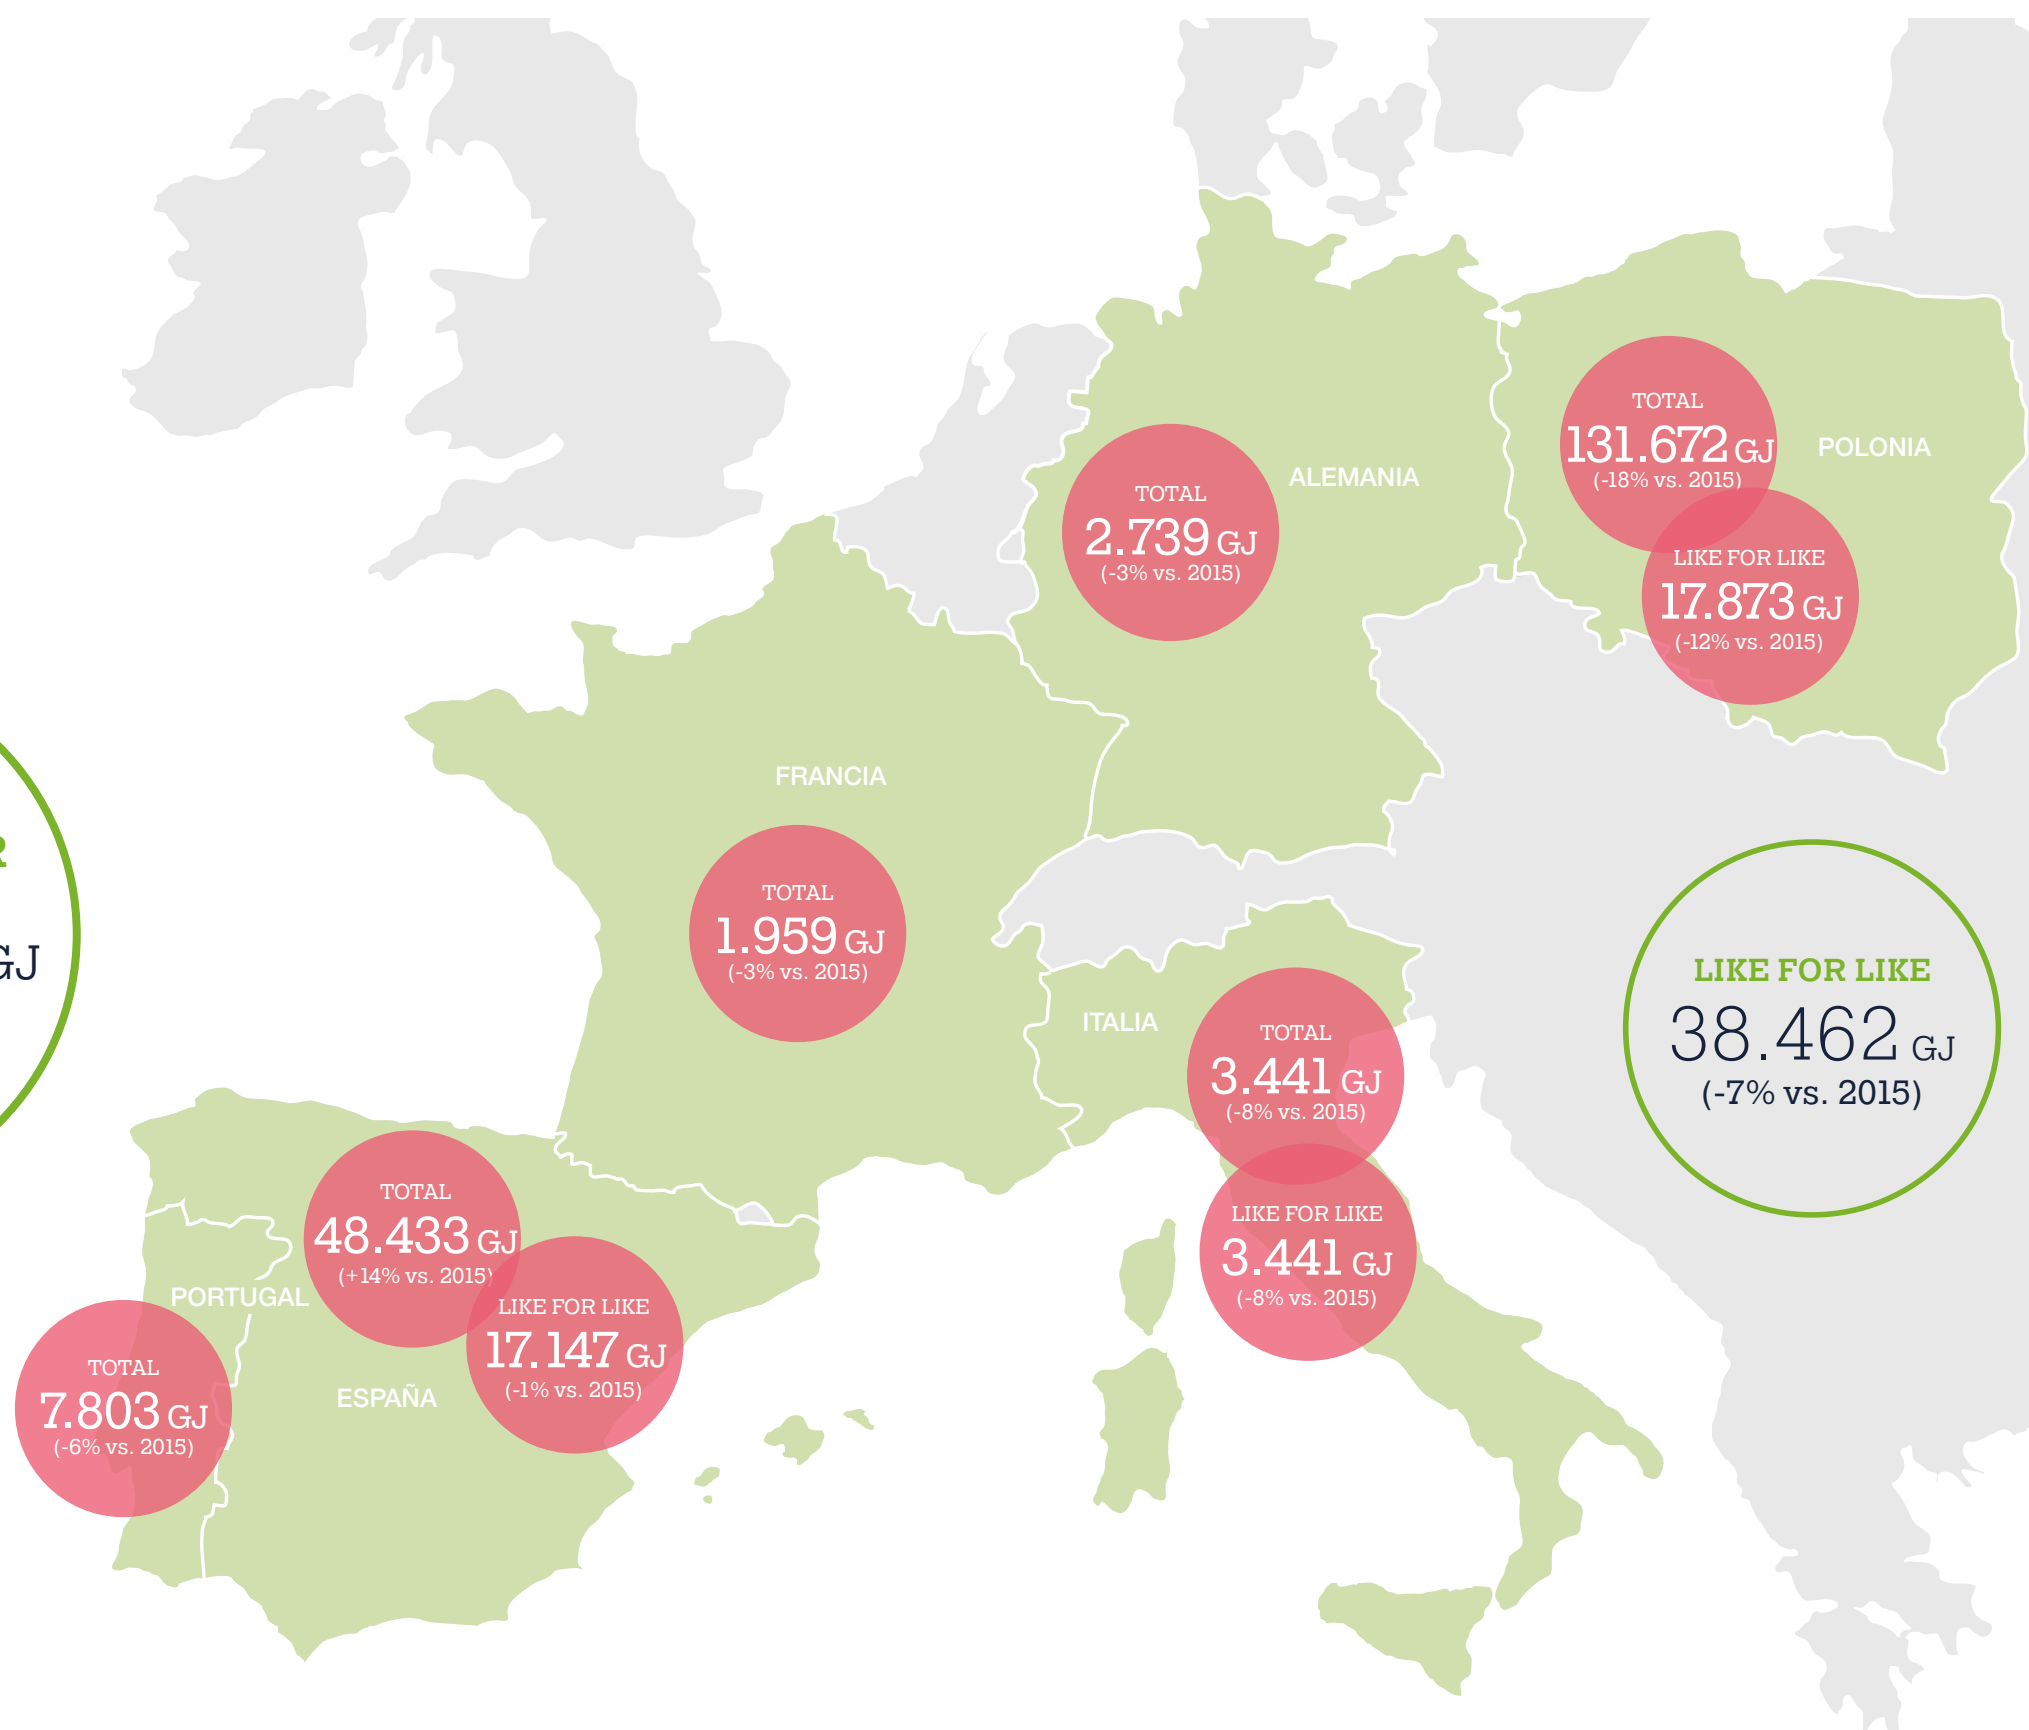 TOTAL
131.672 GJ
(-18% vs. 2015)
POLONIA
LIKE FOR LIKE
17.873 GJ
(-12% vs. 2015)
ALEMANIA
TOTAL
2.739 GJ
(-3% vs. 2015)
FRANCIA
TOTAL
1.959 GJ
(-3% vs. 2015)
R
GJ
LIKE FOR LIKE
38.462 GJ
(-7% vs. 2015)
ITALIA
TOTAL
3.441 GJ
(-8% vs. 2015)
LIKE FOR LIKE
3.441 GJ
(-8% vs. 2015)
TOTAL
48.433 GJ
(+14% vs. 2015)
LIKE FOR LIKE
17.147 GJ
(-1% vs. 2015)
PORTUGAL
ESPAÑA
TOTAL
7.803 GJ
(-6% vs. 2015)